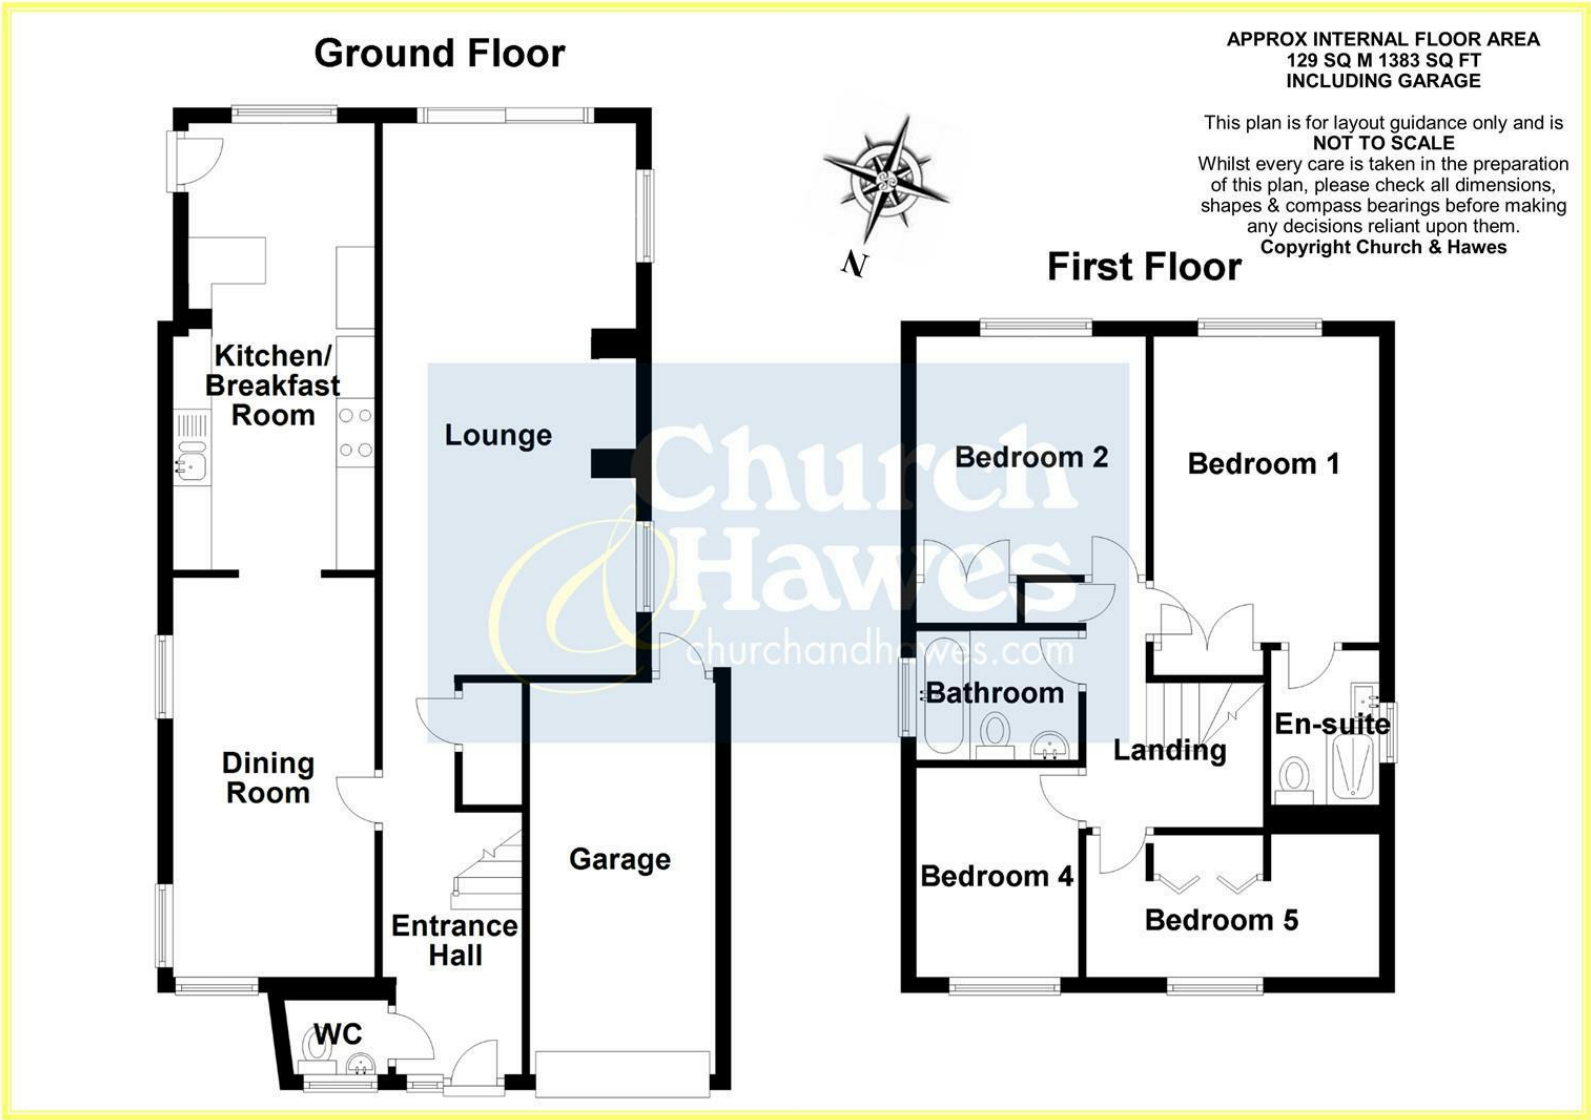 Ground Floor
APPROX INTERNAL FLOOR AREA
129 SQ M 1383 SQ FT
INCLUDING GARAGE
This plan is for layout guidance only and is
NOT TO SCALE
Whilst every care is taken in the preparation
of this plan, please check all dimensions,
shapes & compass bearings before making
any decisions reliant upon them.
Copyright Church & Hawes
N
First Floor
Kitchen/
Breakfast
Room
Lounge
Dining
Room
Garage
Entrance
Hall
WC
Church
& Hawes
churchandhawes.com
Bedroom 2
Bedroom 1
Bathroom
En-suite
Landing
Bedroom 4
Bedroom 5